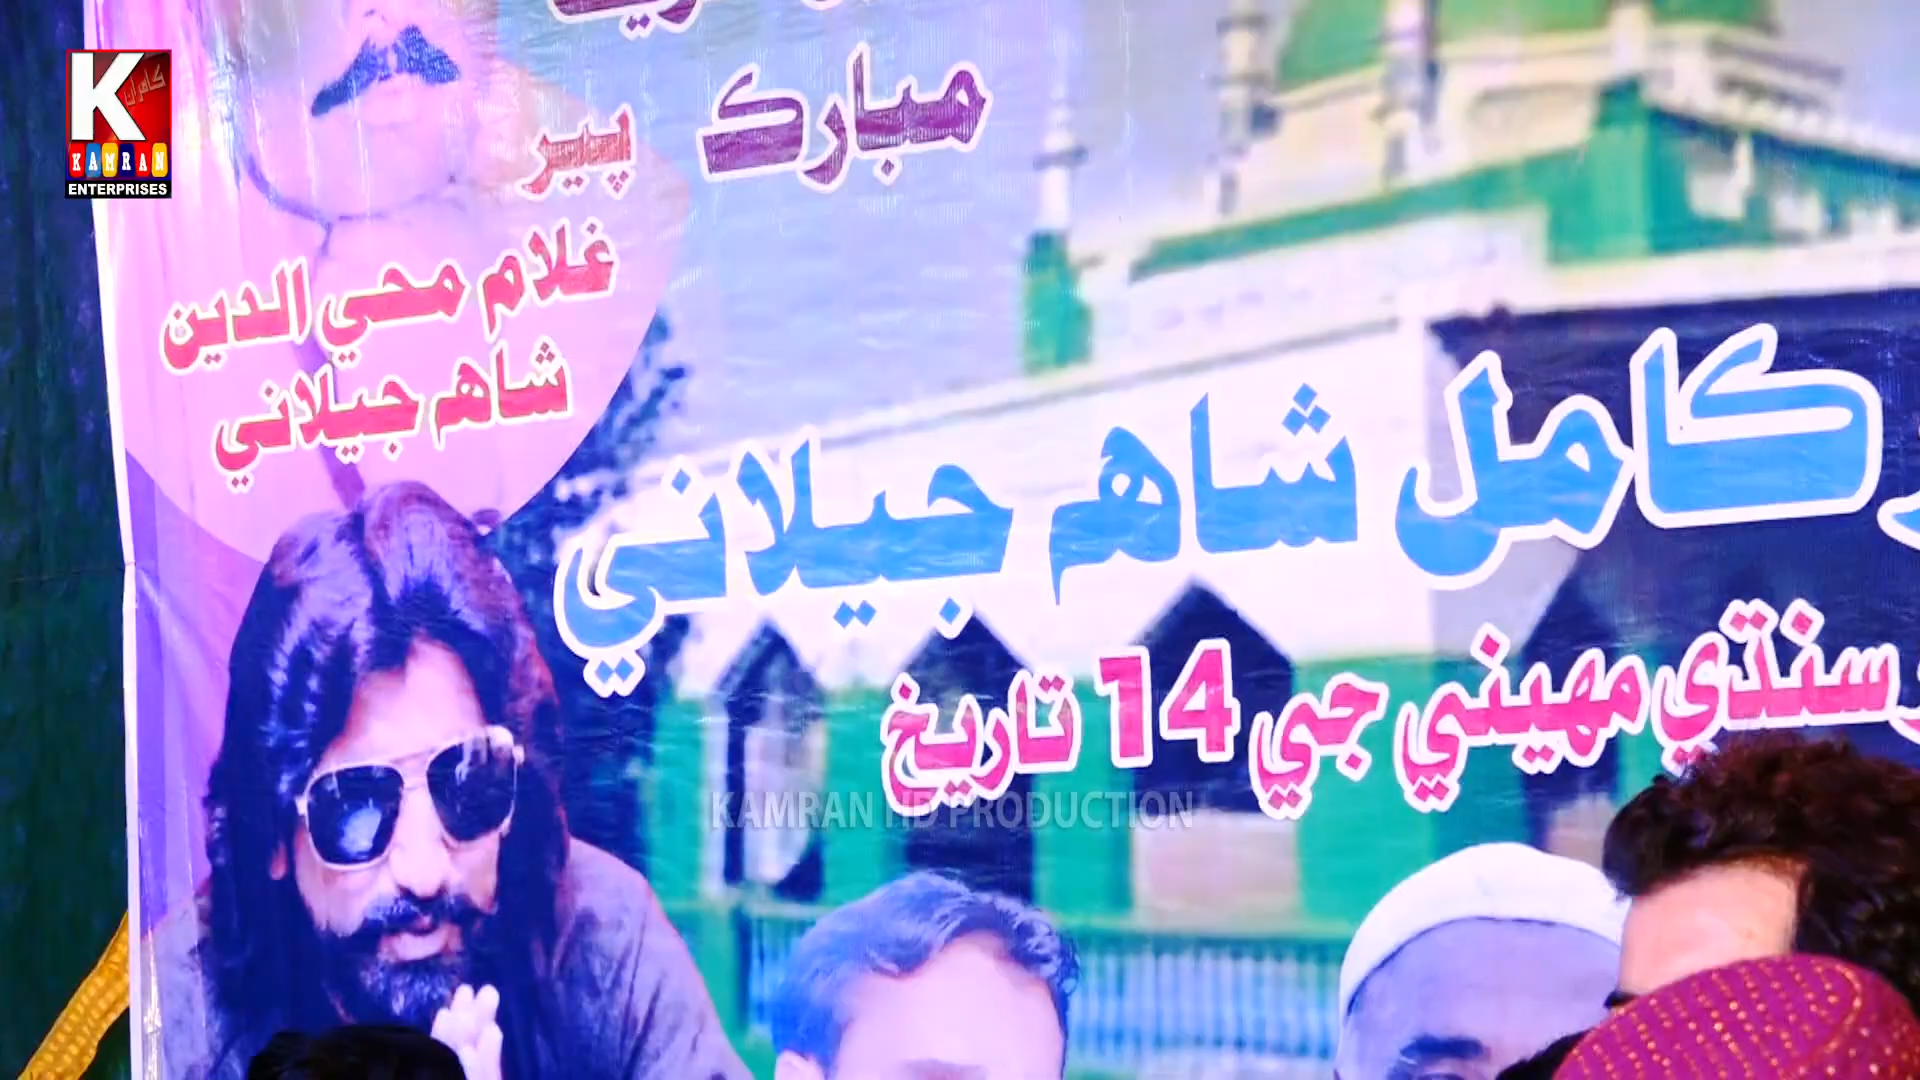 K
کامران
KAMRAN
ENTERPRISES
مبارڪ
پير
غلام محي الدين
شاهه جيلاني
ڪامل شاهه جيلاني
سنڌي مهيني جي 14 تاريخ
KAMRAN HD PRODUCTION